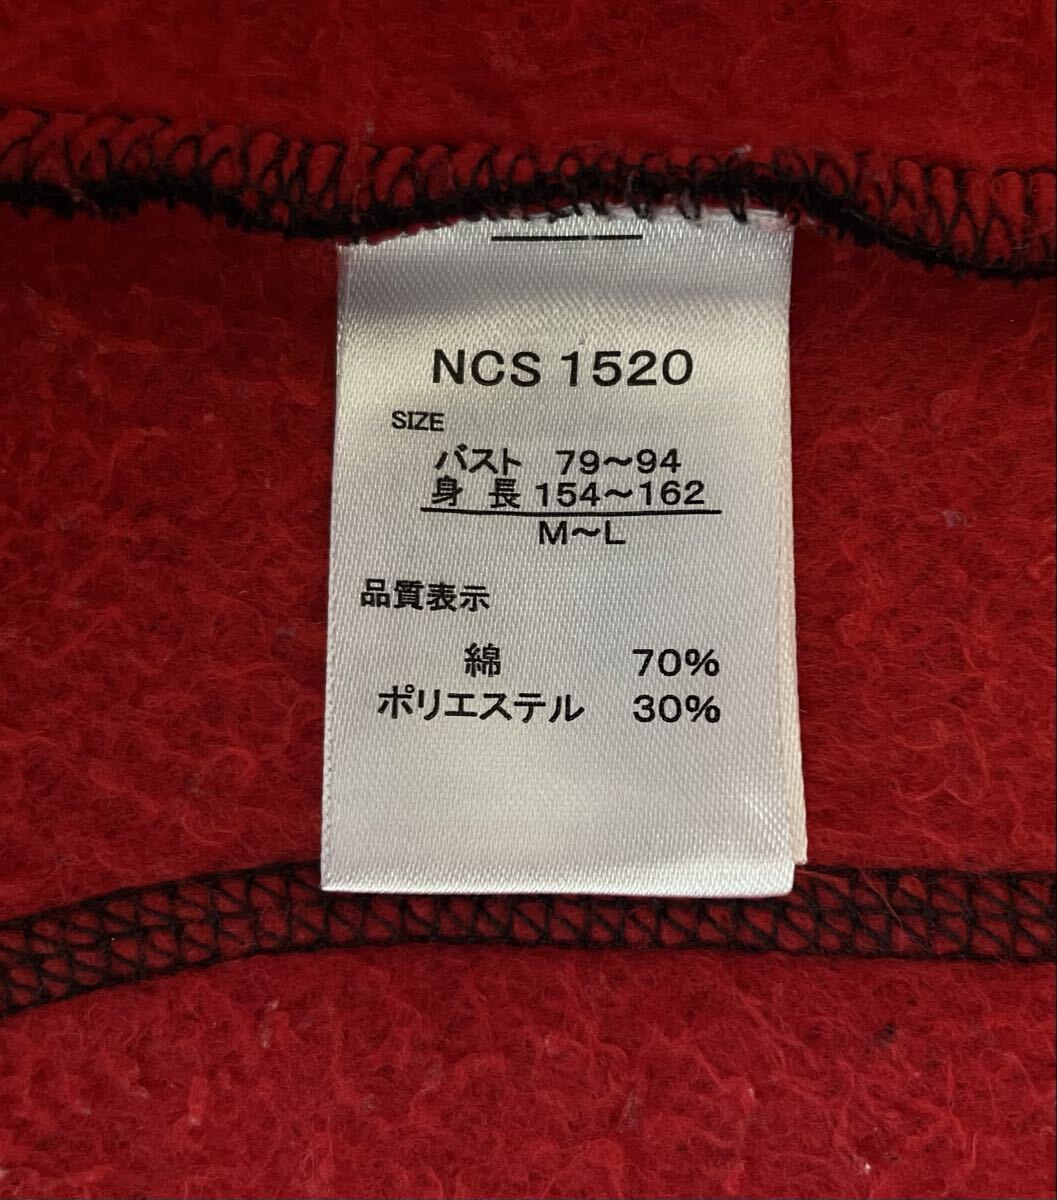 NCS 1520
SIZE
バスト 79～94
身 長 154～162
M～L
品質表示
綿 70%
ポリエステル 30%